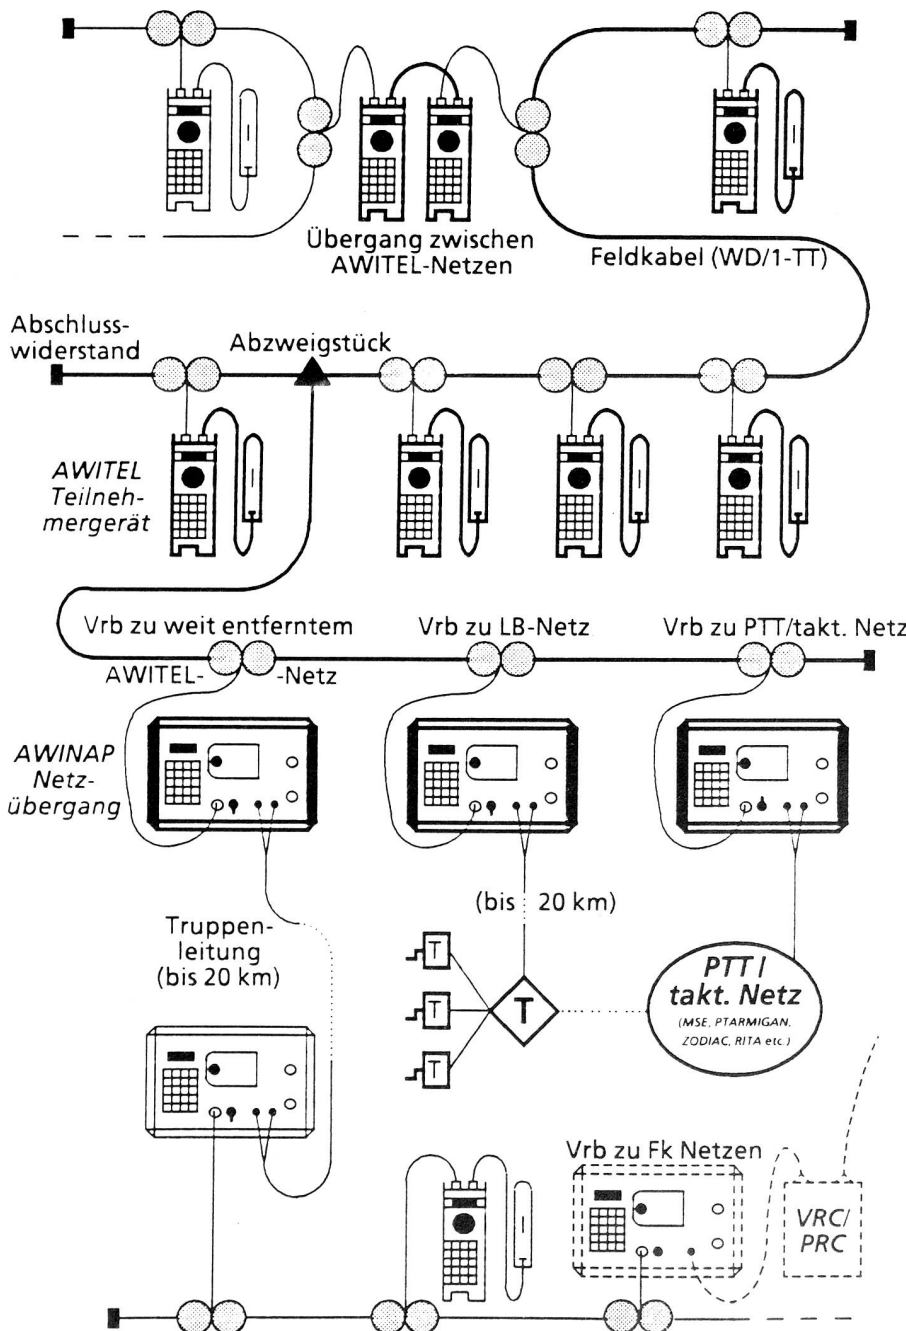 Übergang zwischen
AWITEL-Netzen
Feldkabel (WD/1-TT)
Abschluss-
widerstand
Abzweigstück
AWITEL
Teilneh-
mergerät
Vrb zu weit entferntem
AWITEL- -Netz
Vrb zu LB-Netz
Vrb zu PTT/takt. Netz
AWINAP
Netz-
übergang
Truppen-
leitung
(bis 20 km)
(bis 20 km)
T
T
T
T
PTT/
takt. Netz
(MSE, PTARMIGAN,
ZODIAC, RITA etc.)
Vrb zu Fk Netzen
VRC/
PRC